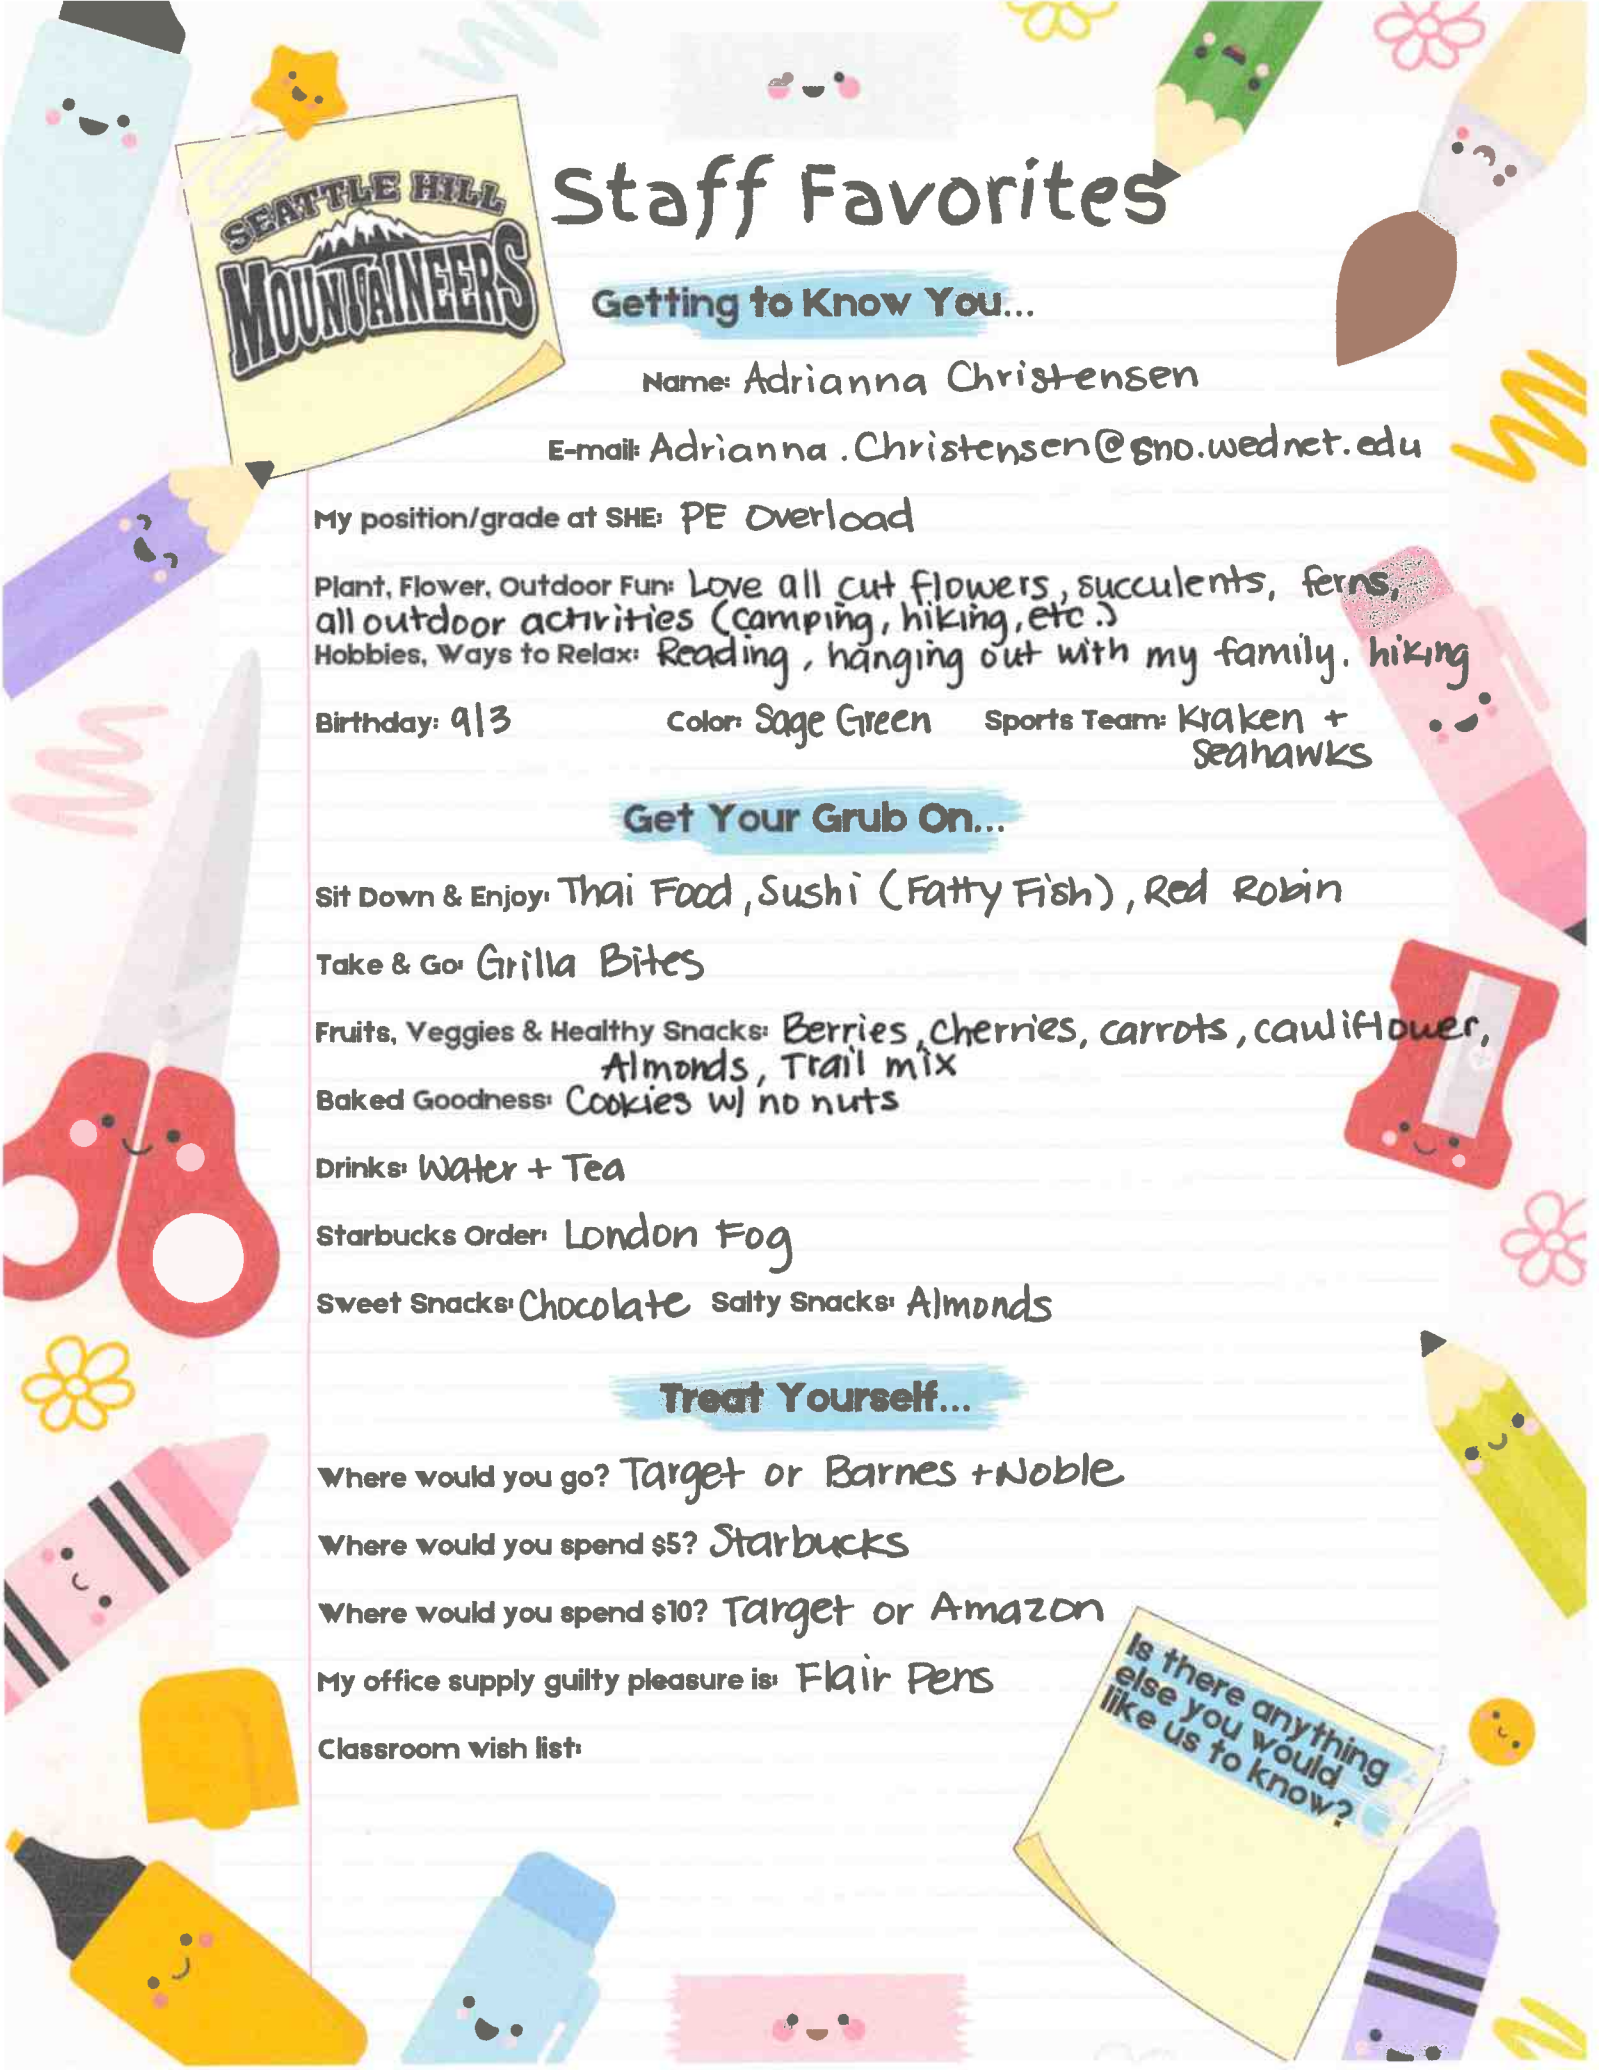 SEATTLE HILL
MOUNTAINEERS
Staff Favorites
Getting to Know You...
Name: Adrianna Christensen
E-mail: Adrianna.Christensen@sno.wednet.edu
My position/grade at SHE: PE Overload
Plant, Flower, Outdoor Fun: Love all cut flowers, succulents, ferns,
all outdoor activities (camping, hiking, etc.)
Hobbies, Ways to Relax: Reading, hanging out with my family. hiking
Birthday: 9/3 Color: Sage Green Sports Team: Kraken +
Seahawks
Get Your Grub On...
Sit Down & Enjoy: Thai Food, Sushi (Fatty Fish), Red Robin
Take & Go: Grilla Bites
Fruits, Veggies & Healthy Snacks: Berries, cherries, carrots, cauliflower,
Almonds, Trail mix
Baked Goodness: Cookies w/ no nuts
Drinks: Water + Tea
Starbucks Order: London Fog
Sweet Snacks: Chocolate Salty Snacks: Almonds
Treat Yourself...
Where would you go? Target or Barnes + Noble
Where would you spend $5? Starbucks
Where would you spend $10? Target or Amazon
My office supply guilty pleasure is: Flair Pens
Classroom wish list:
Is there anything
else you would
like us to know?